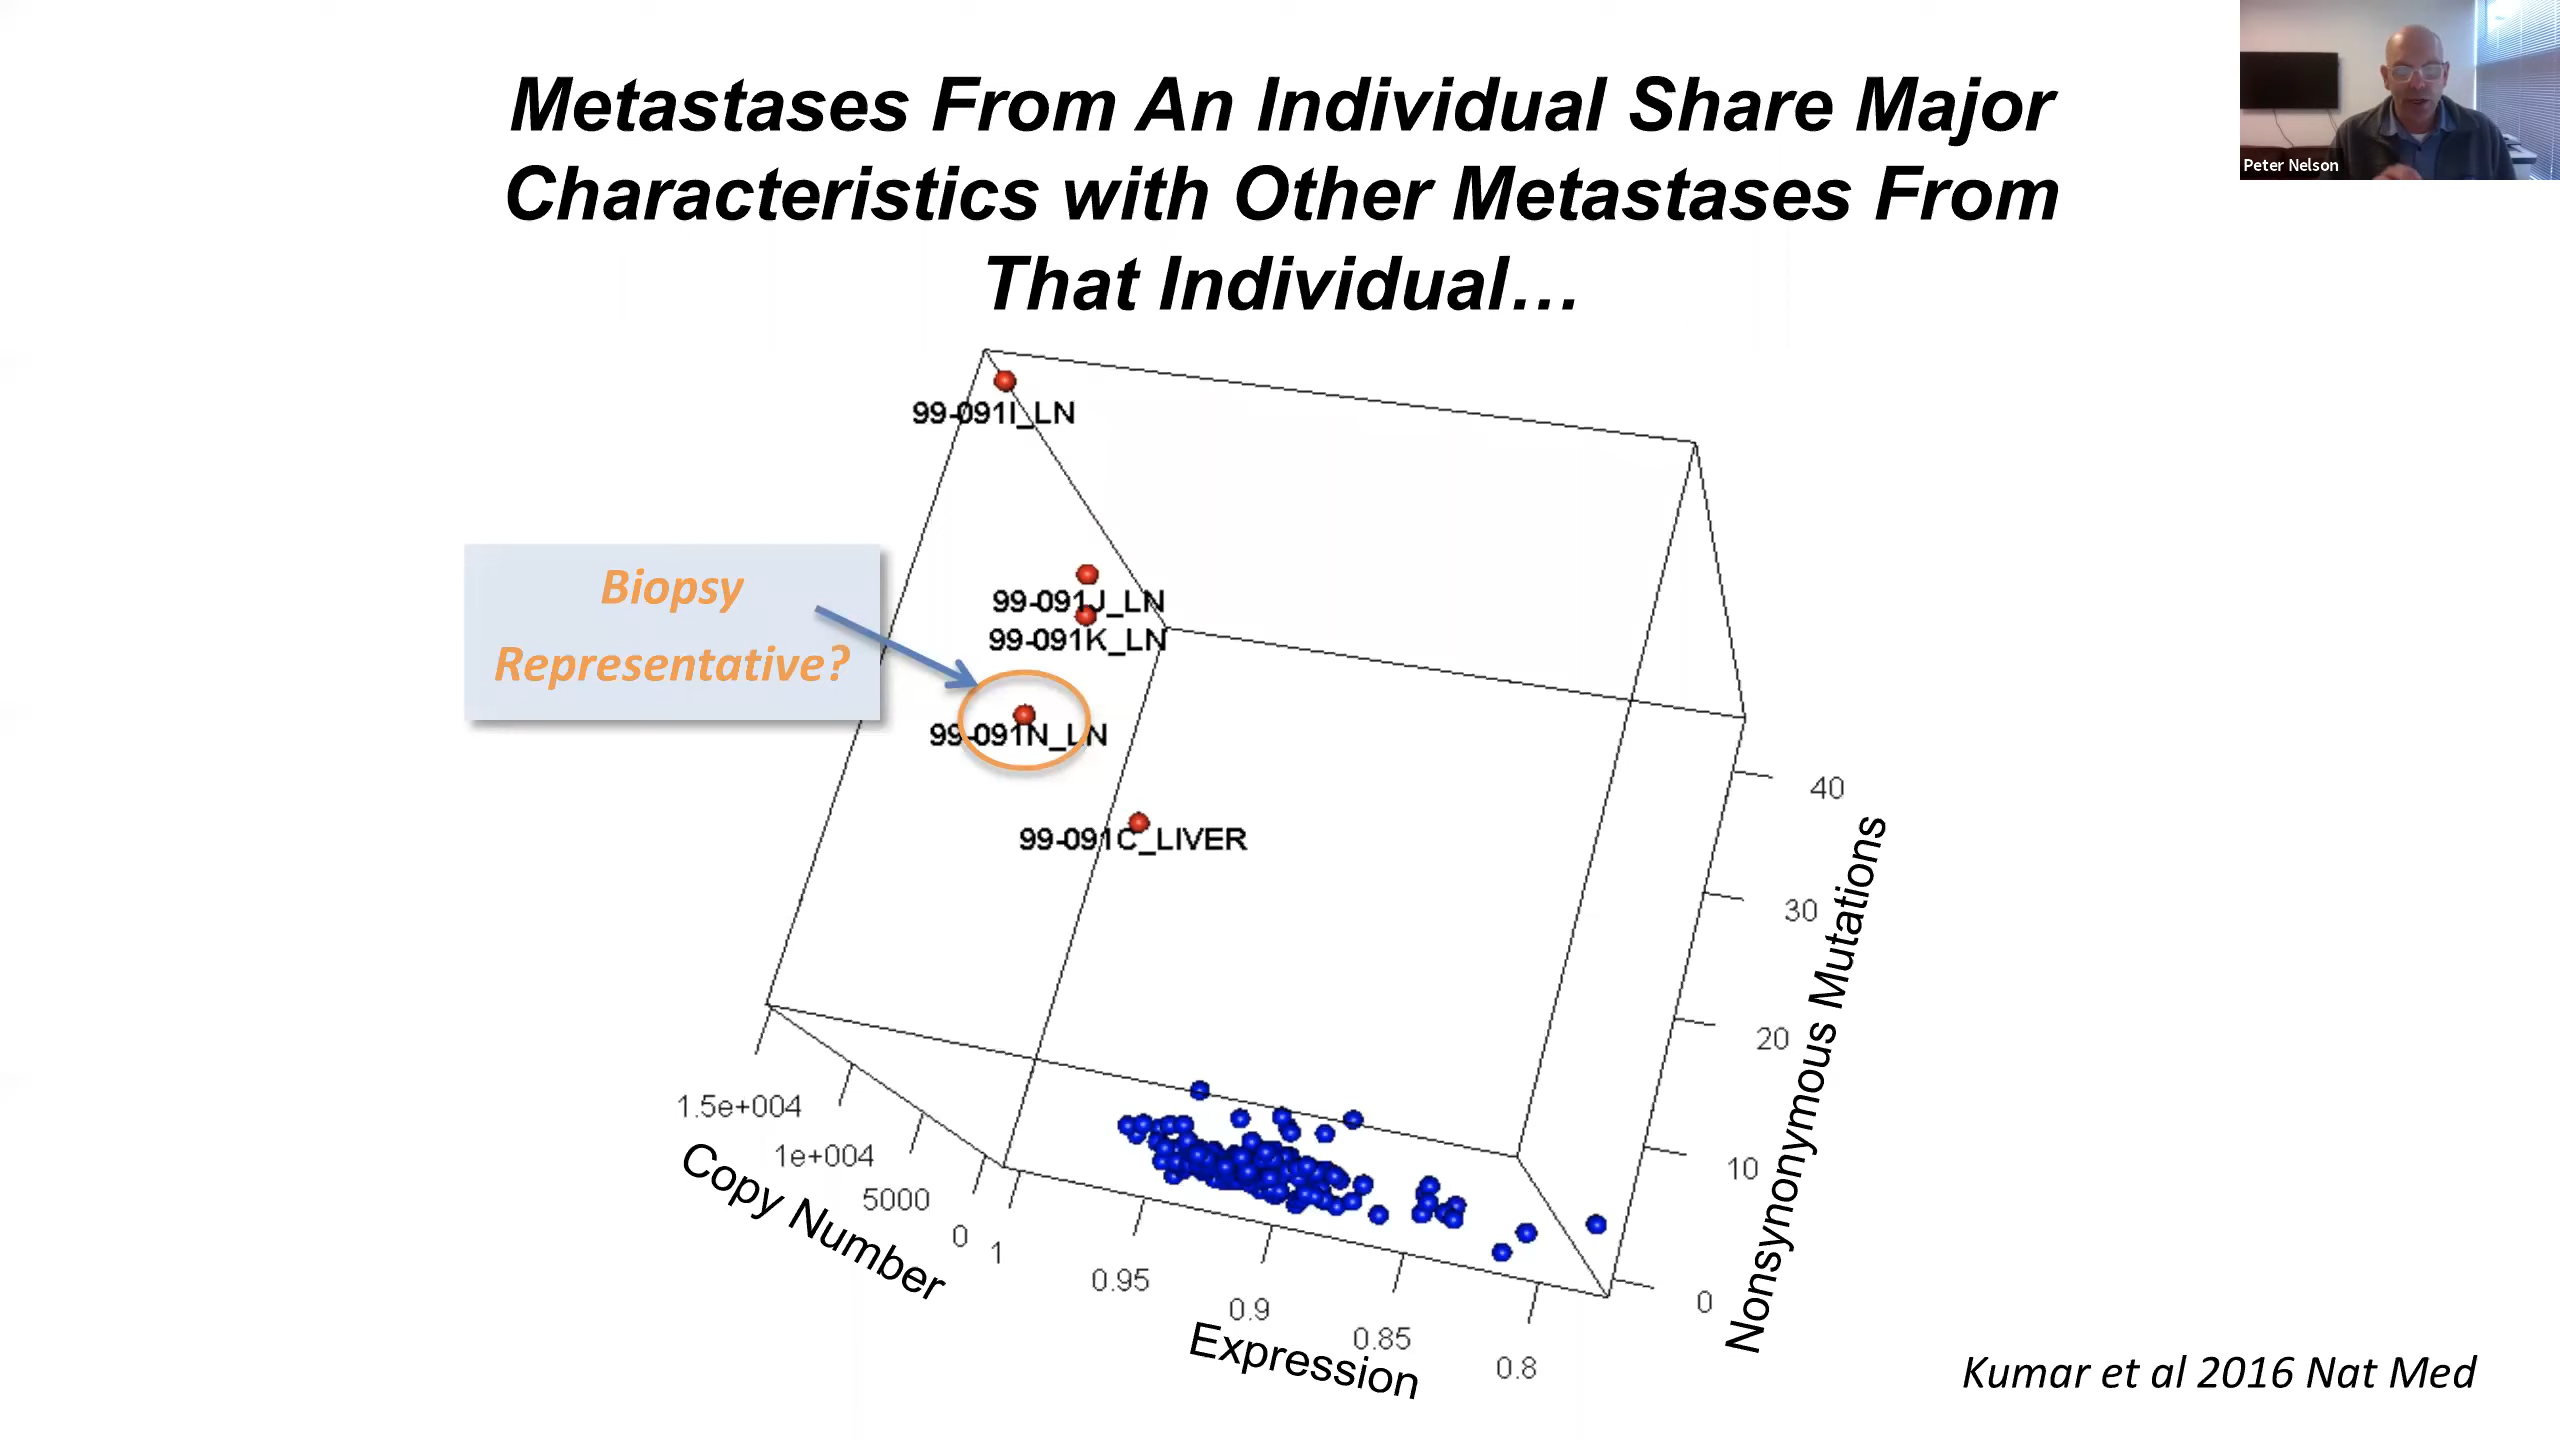 Metastases From An Individual Share Major
Characteristics with Other Metastases From
That Individual…
Peter Nelson
99-091I_LN
99-091J_LN
99-091K_LN
Biopsy
Representative?
99-091N_LN
99-091C_LIVER
40
30
20
10
0
Nonsynonymous Mutations
1.5e+004
1e+004
5000
0
Copy Number
1
0.95
0.9
0.85
0.8
Expression
Kumar et al 2016 Nat Med